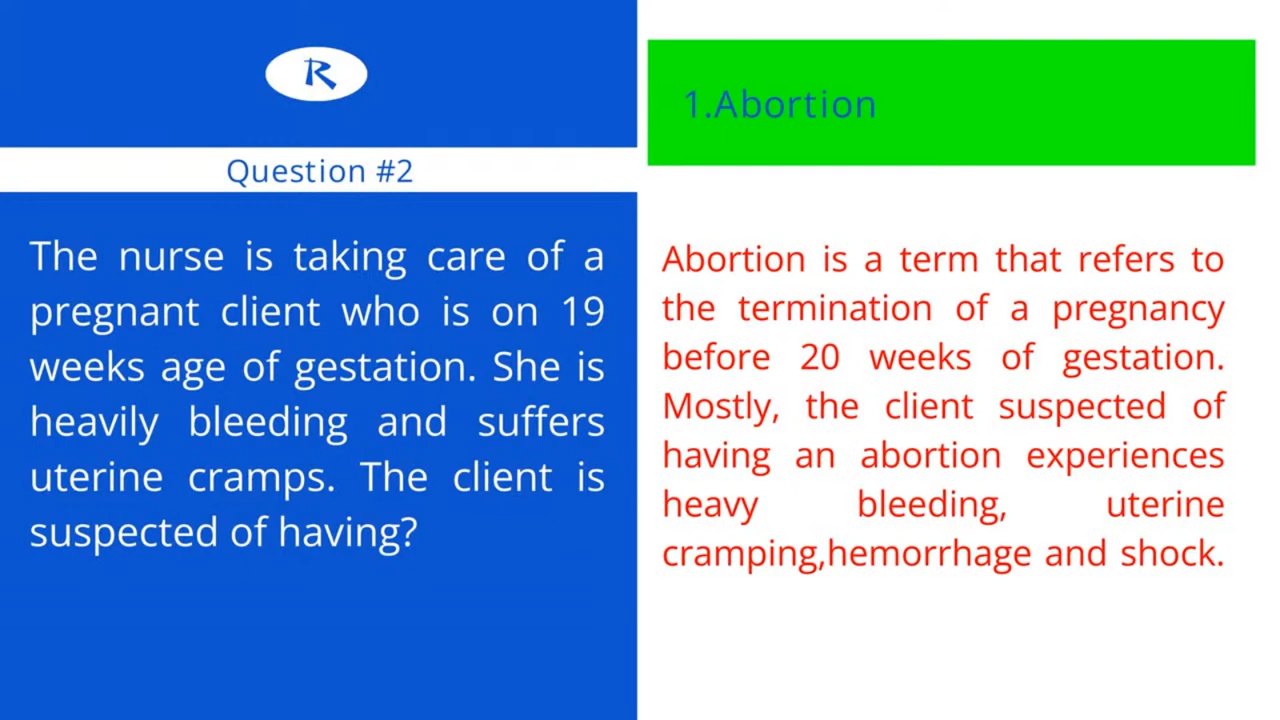 R
Question #2
The nurse is taking care of a
pregnant client who is on 19
weeks age of gestation. She is
heavily bleeding and suffers
uterine cramps. The client is
suspected of having?
1.Abortion
Abortion is a term that refers to
the termination of a pregnancy
before 20 weeks of gestation.
Mostly, the client suspected of
having an abortion experiences
heavy bleeding, uterine
cramping,hemorrhage and shock.